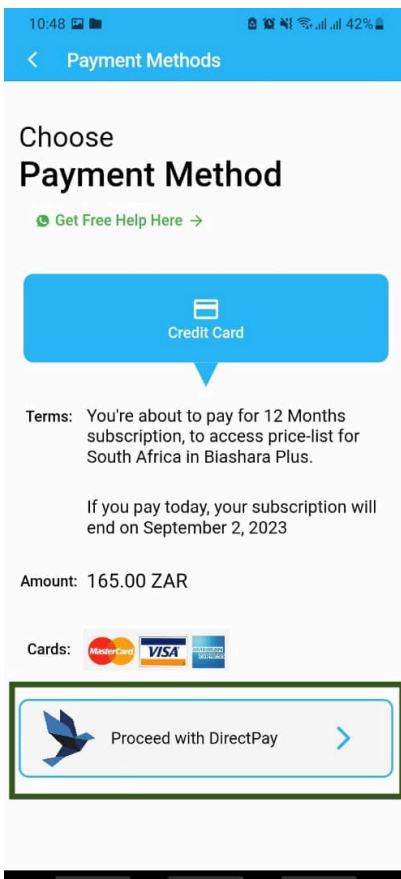 10:48 42%
Payment Methods
Choose
Payment Method
Get Free Help Here →
Credit Card
Terms: You're about to pay for 12 Months
subscription, to access price-list for
South Africa in Biashara Plus.
If you pay today, your subscription will
end on September 2, 2023
Amount: 165.00 ZAR
Cards: MasterCard VISA
Proceed with DirectPay